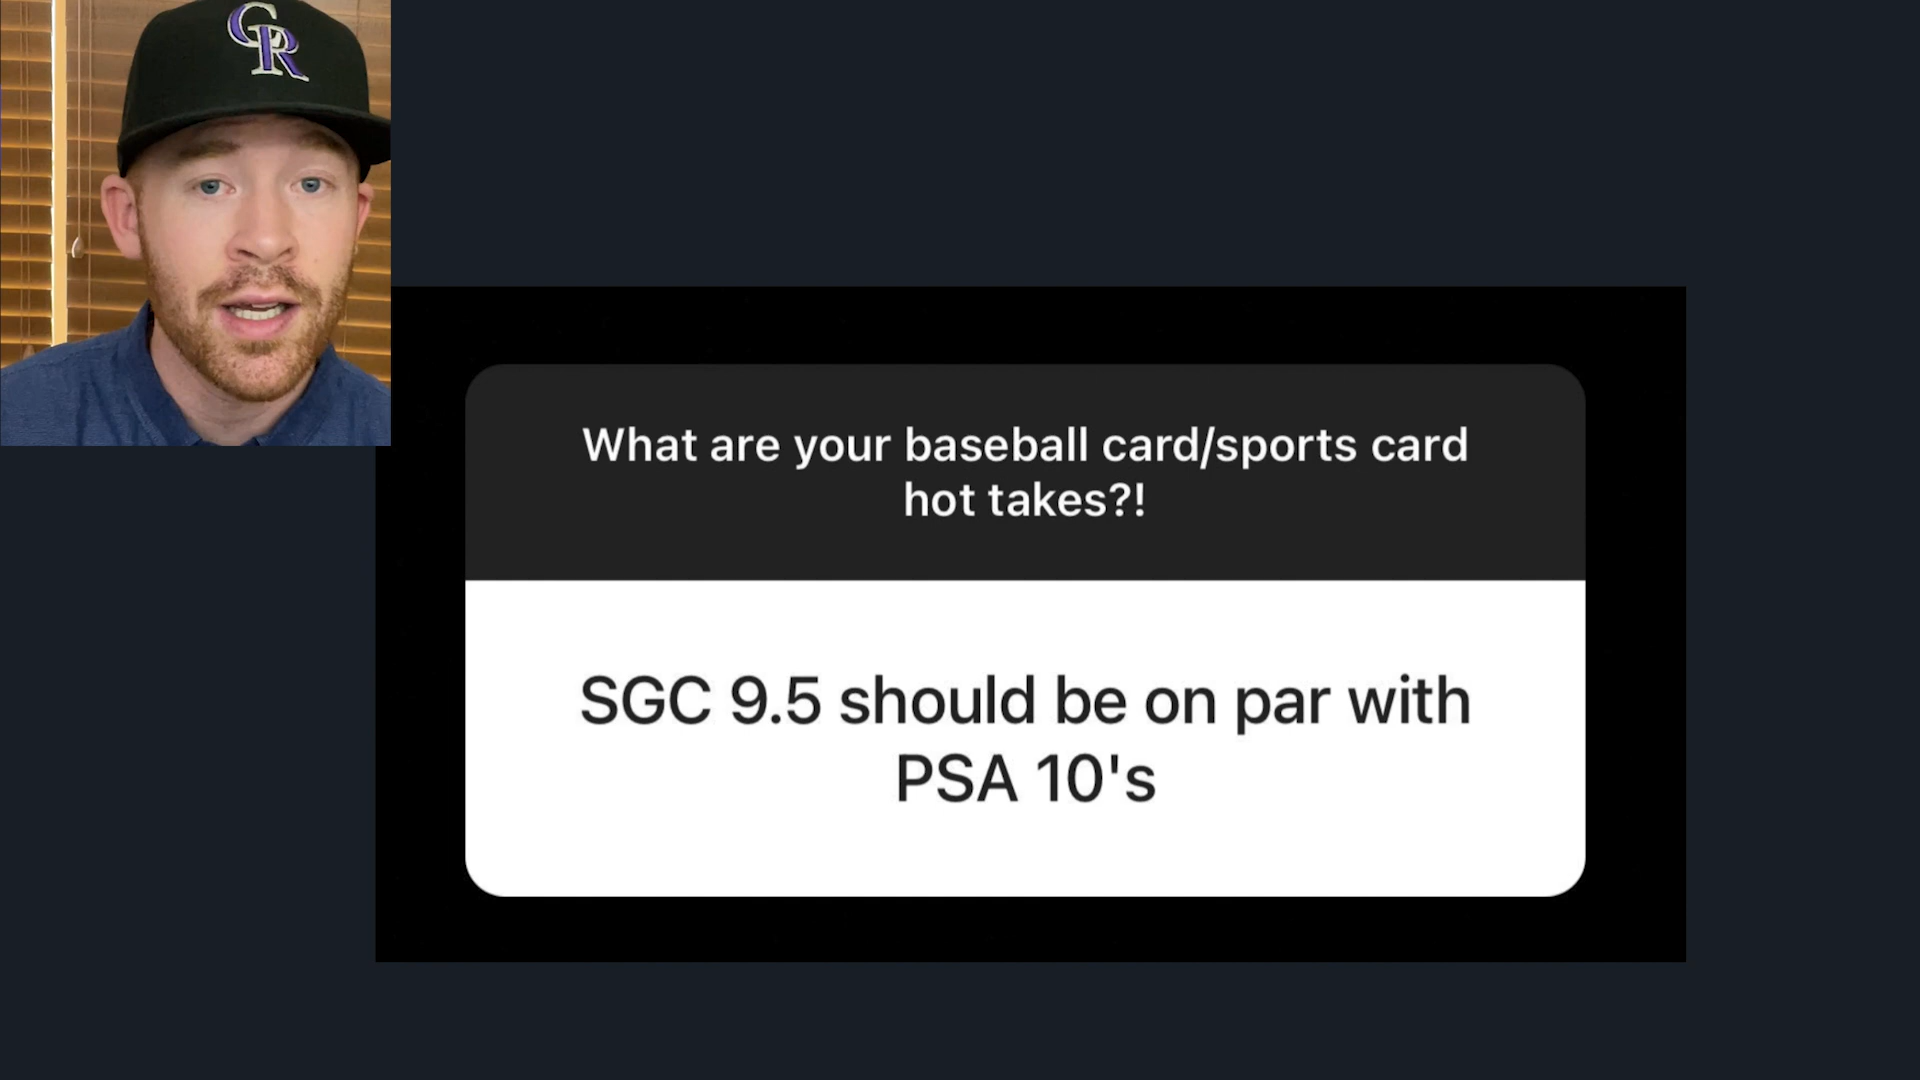 CR
What are your baseball card/sports card
hot takes?!
SGC 9.5 should be on par with
PSA 10's